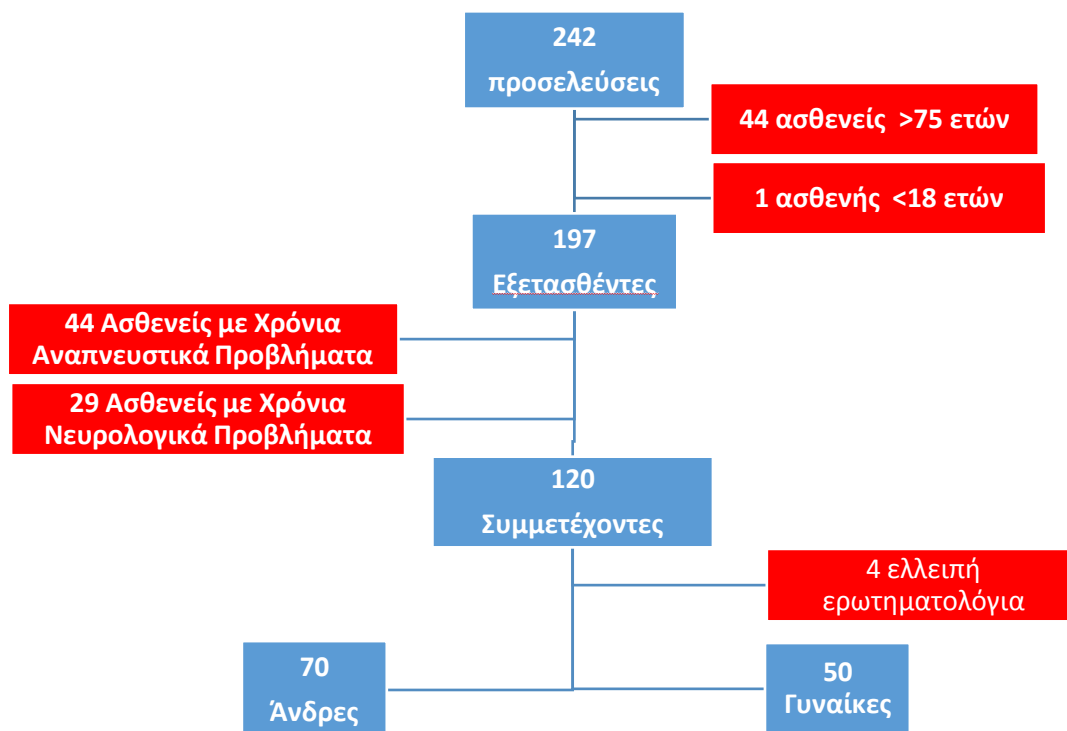 242
προσελεύσεις
44 ασθενείς >75 ετών
1 ασθενής <18 ετών
197
Εξετασθέντες
44 Ασθενείς με Χρόνια
Αναπνευστικά Προβλήματα
29 Ασθενείς με Χρόνια
Νευρολογικά Προβλήματα
120
Συμμετέχοντες
4 ελλειπή
ερωτηματολόγια
70
Άνδρες
50
Γυναίκες